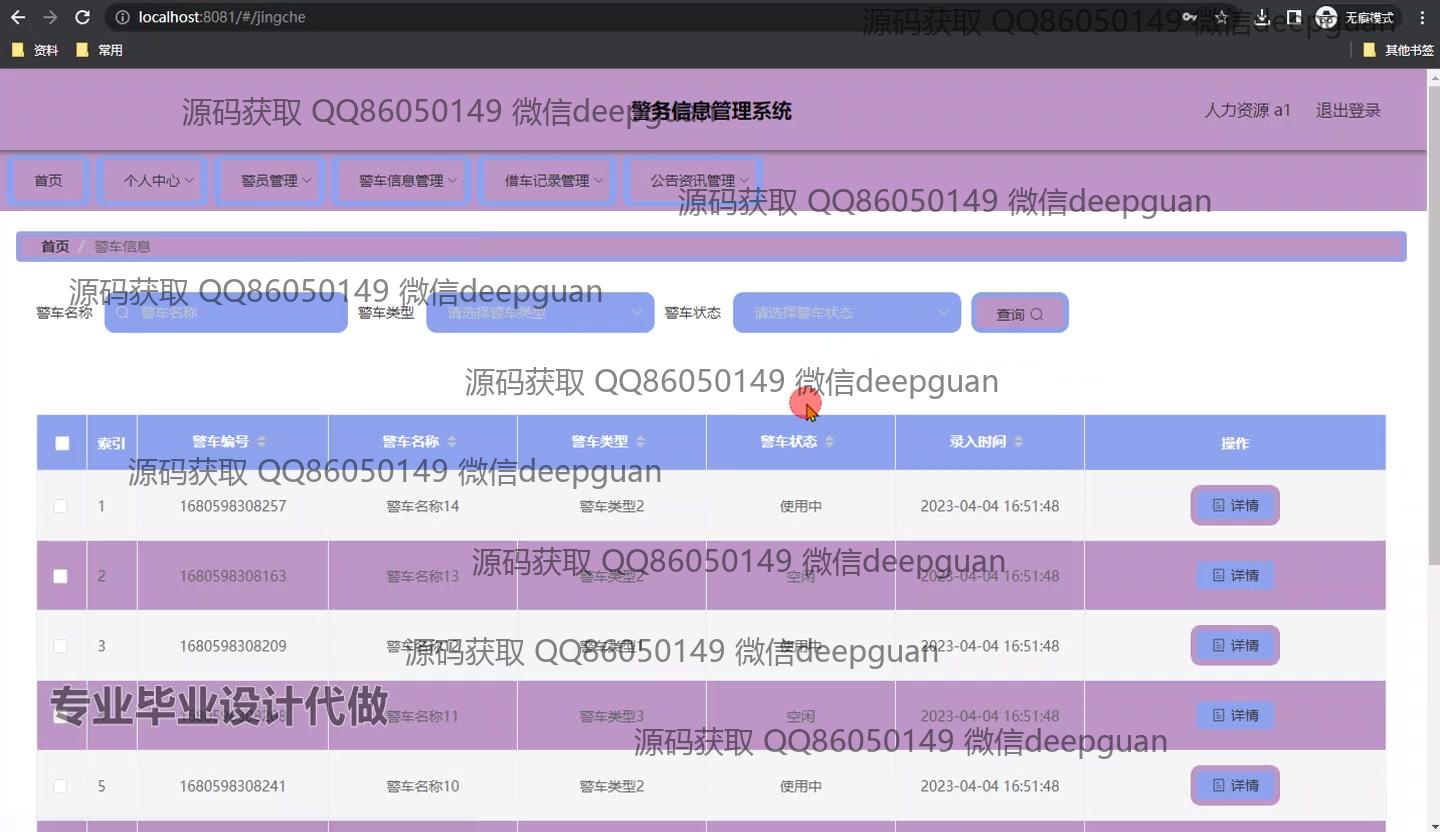 localhost:8081/#/jingche
无痕模式
资料 常用 其他书签
源码获取 QQ86050149 微信deepguan
源码获取 QQ86050149 微信deepguan
警务信息管理系统
人力资源 a1 退出登录
首页 个人中心 警员管理 警车信息管理 借车记录管理 公告资讯管理
源码获取 QQ86050149 微信deepguan
首页 / 警车信息
源码获取 QQ86050149 微信deepguan
警车名称 警车名称 警车类型 请选择警车类型 警车状态 请选择警车状态 查询
源码获取 QQ86050149 微信deepguan
索引 警车编号 警车名称 警车类型 警车状态 录入时间 操作
源码获取 QQ86050149 微信deepguan
1 1680598308257 警车名称14 警车类型2 使用中 2023-04-04 16:51:48 详情
源码获取 QQ86050149 微信deepguan
2 1680598308163 警车名称13 警车类型2 空闲 2023-04-04 16:51:48 详情
3 1680598308209 警车名称12 警车类型1 使用中 2023-04-04 16:51:48 详情
源码获取 QQ86050149 微信deepguan
专业毕业设计代做
警车名称11 警车类型3 空闲 2023-04-04 16:51:48 详情
源码获取 QQ86050149 微信deepguan
5 1680598308241 警车名称10 警车类型2 使用中 2023-04-04 16:51:48 详情